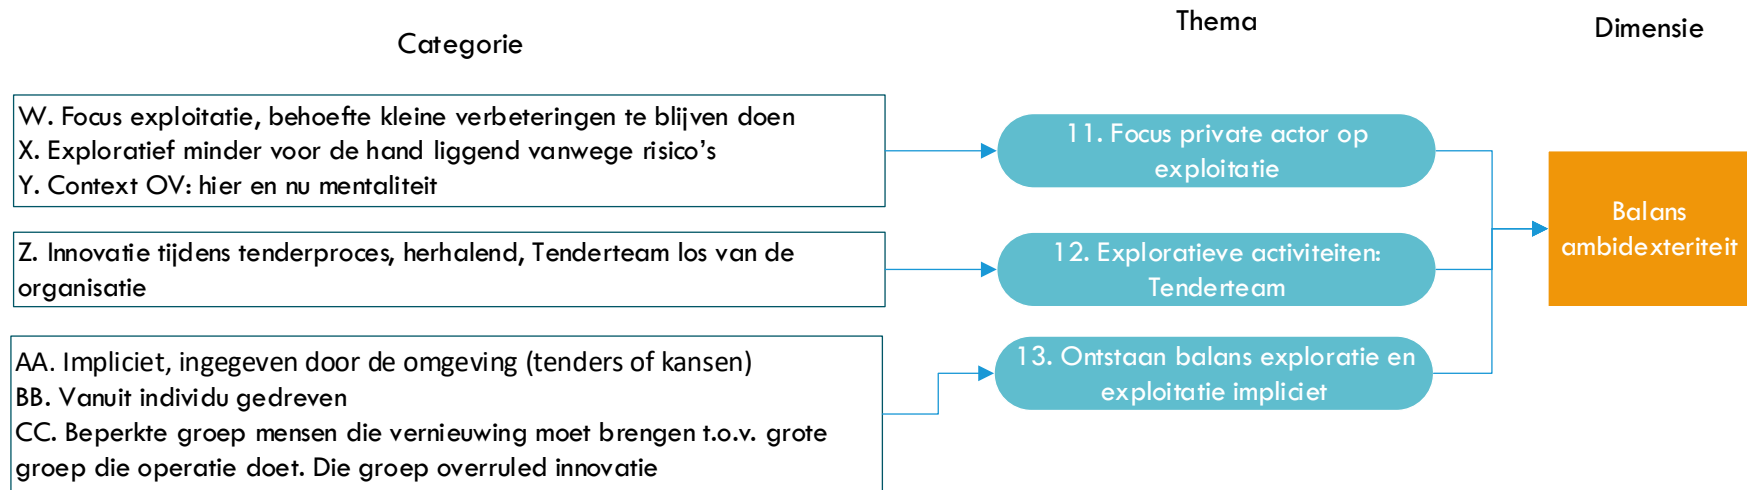 Categorie
Thema
Dimensie
W. Focus exploitatie, behoefte kleine verbeteringen te blijven doen
X. Exploratief minder voor de hand liggend vanwege risico's
Y. Context OV: hier en nu mentaliteit
11. Focus private actor op
exploitatie
Z. Innovatie tijdens tenderproces, herhalend, Tenderteam los van de
organisatie
12. Exploratieve activiteiten:
Tenderteam
AA. Impliciet, ingegeven door de omgeving (tenders of kansen)
BB. Vanuit individu gedreven
CC. Beperkte groep mensen die vernieuwing moet brengen t.o.v. grote
groep die operatie doet. Die groep overruled innovatie
13. Ontstaan balans exploratie en
exploitatie impliciet
Balans
ambidexteriteit